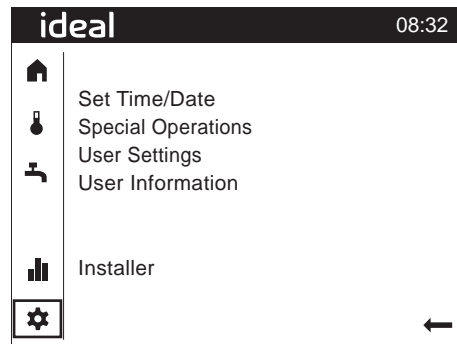 ideal 08:32
Set Time/Date
Special Operations
User Settings
User Information
Installer